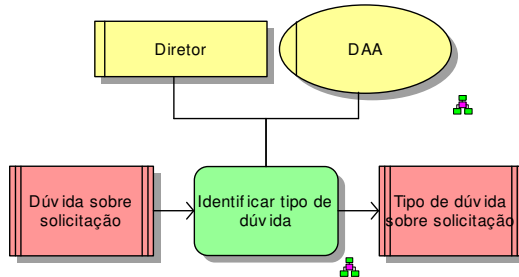 Diretor
DAA
Dúvida sobre
solicitação
Identificar tipo de
dúvida
Tipo de dúvida
sobre solicitação